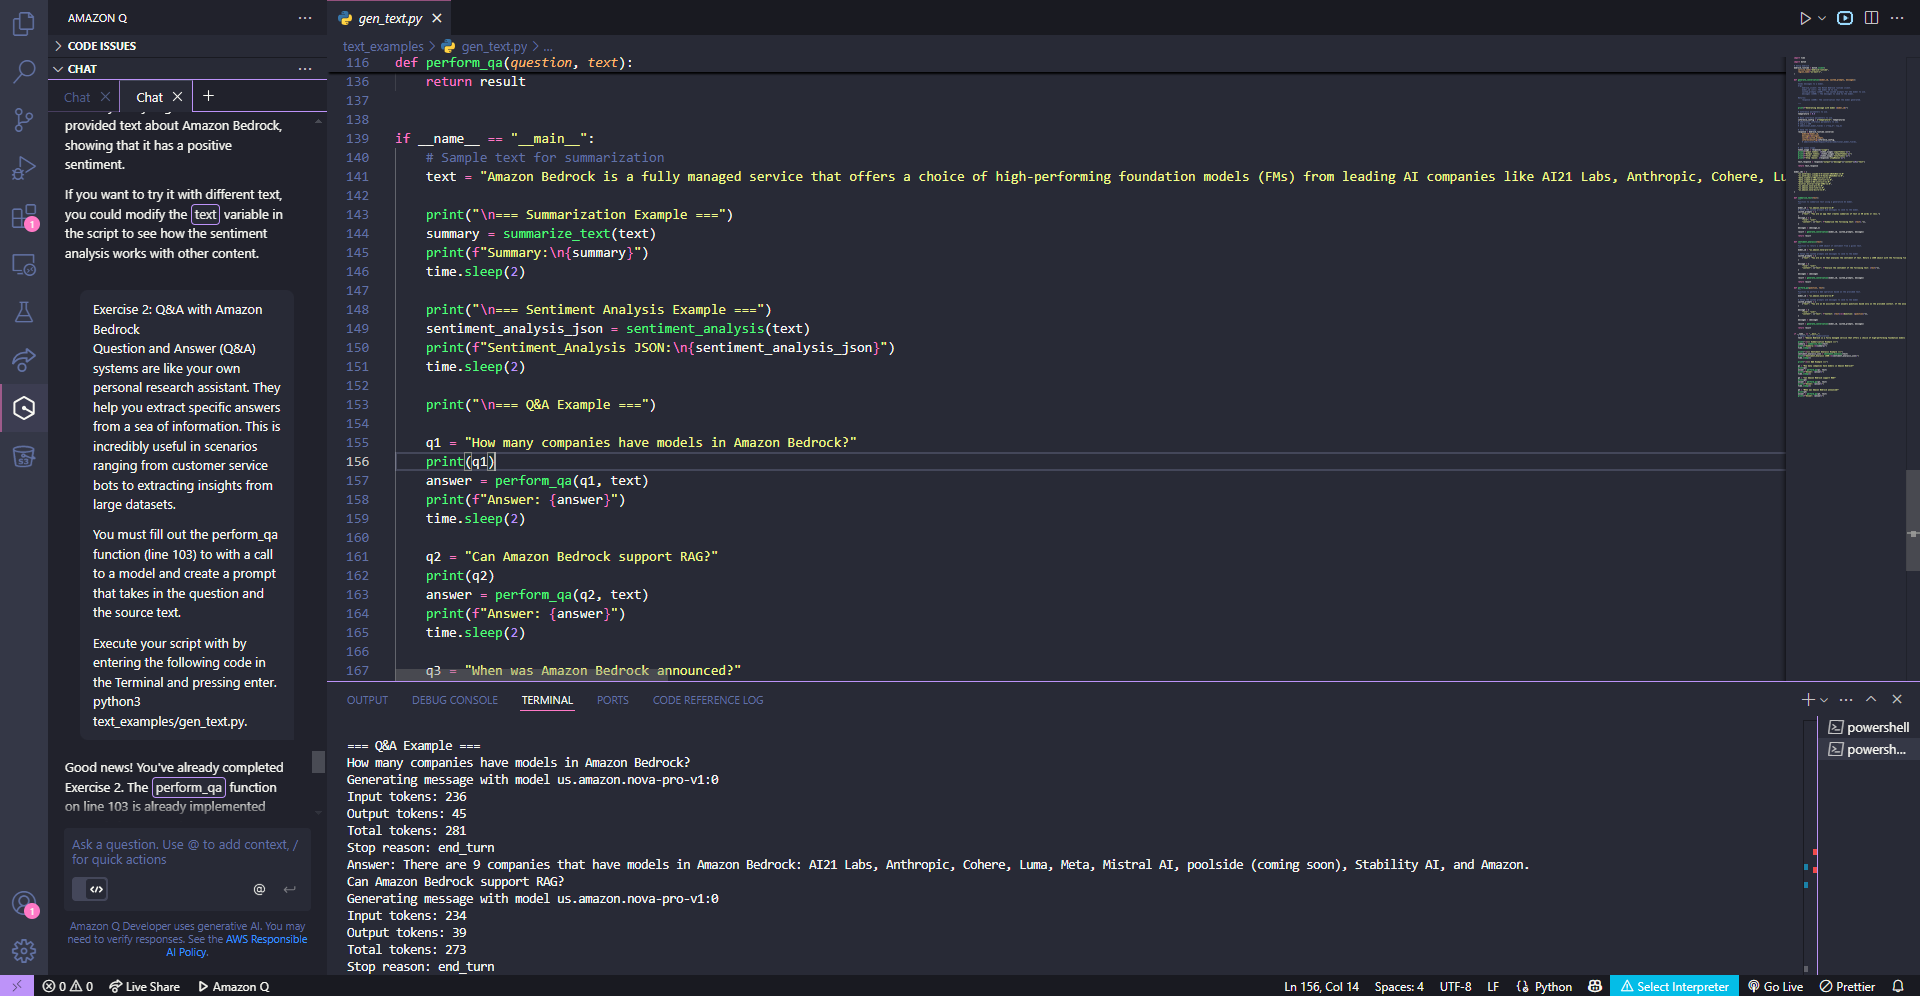 AMAZON Q
CODE ISSUES
CHAT
Chat
Chat
provided text about Amazon Bedrock,
showing that it has a positive
sentiment.
If you want to try it with different text,
you could modify the text variable in
the script to see how the sentiment
analysis works with other content.
Exercise 2: Q&A with Amazon
Bedrock
Question and Answer (Q&A)
systems are like your own
personal research assistant. They
help you extract specific answers
from a sea of information. This is
incredibly useful in scenarios
ranging from customer service
bots to extracting insights from
large datasets.
You must fill out the perform_qa
function (line 103) to with a call
to a model and create a prompt
that takes in the question and
the source text.
Execute your script with by
entering the following code in
the Terminal and pressing enter.
python3
text_examples/gen_text.py.
Good news! You've already completed
Exercise 2. The perform_qa function
on line 103 is already implemented
Ask a question. Use @ to add context, /
for quick actions
Amazon Q Developer uses generative AI. You may
need to verify responses. See the AWS Responsible
AI Policy.
gen_text.py
text_examples > gen_text.py > ...
116 def perform_qa(question, text):
136 return result
137
138
139 if __name__ == "__main__":
140 # Sample text for summarization
141 text = "Amazon Bedrock is a fully managed service that offers a choice of high-performing foundation models (FMs) from leading AI companies like AI21 Labs, Anthropic, Cohere, Lu
142
143 print("\n=== Summarization Example ===")
144 summary = summarize_text(text)
145 print(f"Summary:\n{summary}")
146 time.sleep(2)
147
148 print("\n=== Sentiment Analysis Example ===")
149 sentiment_analysis_json = sentiment_analysis(text)
150 print(f"Sentiment_Analysis JSON:\n{sentiment_analysis_json}")
151 time.sleep(2)
152
153 print("\n=== Q&A Example ===")
154
155 q1 = "How many companies have models in Amazon Bedrock?"
156 print(q1)
157 answer = perform_qa(q1, text)
158 print(f"Answer: {answer}")
159 time.sleep(2)
160
161 q2 = "Can Amazon Bedrock support RAG?"
162 print(q2)
163 answer = perform_qa(q2, text)
164 print(f"Answer: {answer}")
165 time.sleep(2)
166
167 q3 = "When was Amazon Bedrock announced?"
OUTPUT DEBUG CONSOLE TERMINAL PORTS CODE REFERENCE LOG
=== Q&A Example ===
How many companies have models in Amazon Bedrock?
Generating message with model us.amazon.nova-pro-v1:0
Input tokens: 236
Output tokens: 45
Total tokens: 281
Stop reason: end_turn
Answer: There are 9 companies that have models in Amazon Bedrock: AI21 Labs, Anthropic, Cohere, Luma, Meta, Mistral AI, poolside (coming soon), Stability AI, and Amazon.
Can Amazon Bedrock support RAG?
Generating message with model us.amazon.nova-pro-v1:0
Input tokens: 234
Output tokens: 39
Total tokens: 273
Stop reason: end_turn
powershell
powersh...
1
S3
1
0 0 Live Share Amazon Q
Ln 156, Col 14 Spaces: 4 UTF-8 LF Python Select Interpreter Go Live Prettier